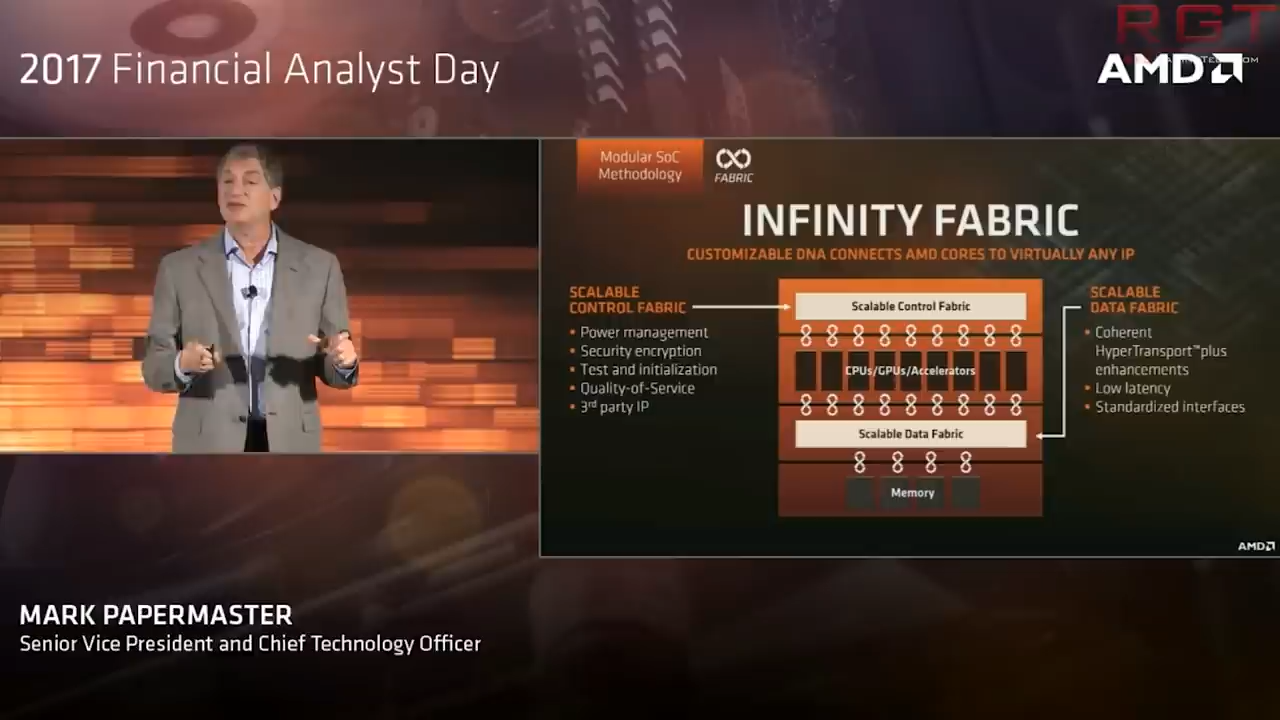 RGT
2017 Financial Analyst Day
AMD
Modular SoC
Methodology
FABRIC
INFINITY FABRIC
CUSTOMIZABLE DNA CONNECTS AMD CORES TO VIRTUALLY ANY IP
SCALABLE
CONTROL FABRIC
• Power management
• Security encryption
• Test and initialization
• Quality-of-Service
• 3rd party IP
Scalable Control Fabric
CPUs/GPUs/Accelerators
Scalable Data Fabric
Memory
SCALABLE
DATA FABRIC
• Coherent
HyperTransport™plus
enhancements
• Low latency
• Standardized interfaces
AMD
MARK PAPERMASTER
Senior Vice President and Chief Technology Officer